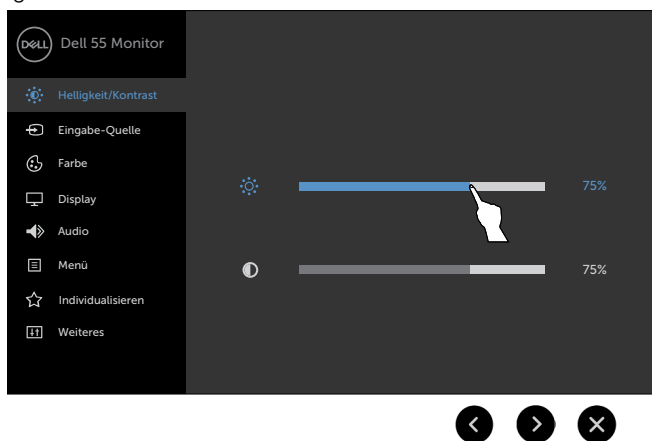 DELL
Dell 55 Monitor
Helligkeit/Kontrast
Eingabe-Quelle
Farbe
Display
Audio
Menü
Individualisieren
Weiteres
75%
75%